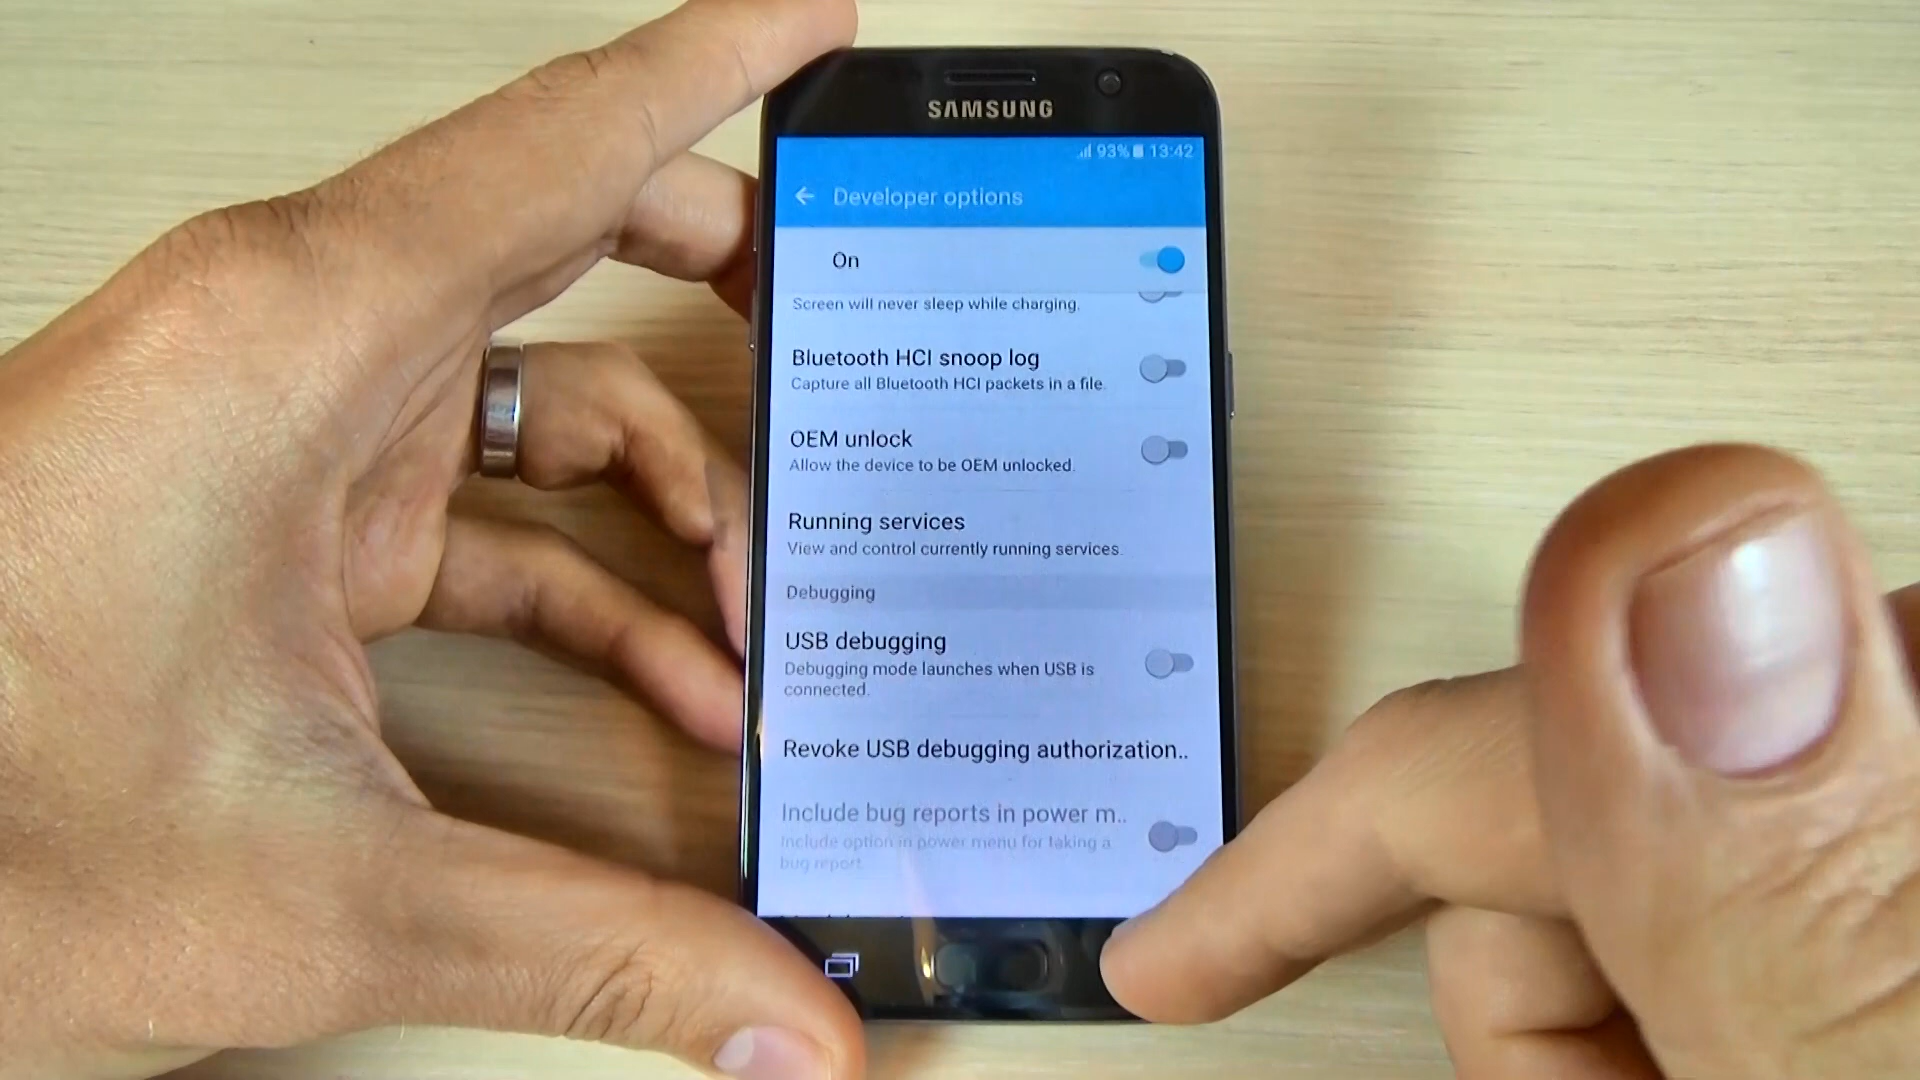 SAMSUNG
93% 13:42
Developer options
On
Screen will never sleep while charging.
Bluetooth HCI snoop log
Capture all Bluetooth HCI packets in a file.
OEM unlock
Allow the device to be OEM unlocked.
Running services
View and control currently running services.
Debugging
USB debugging
Debugging mode launches when USB is
connected.
Revoke USB debugging authorization..
Include bug reports in power m..
Include option in power menu for taking a
bug report.